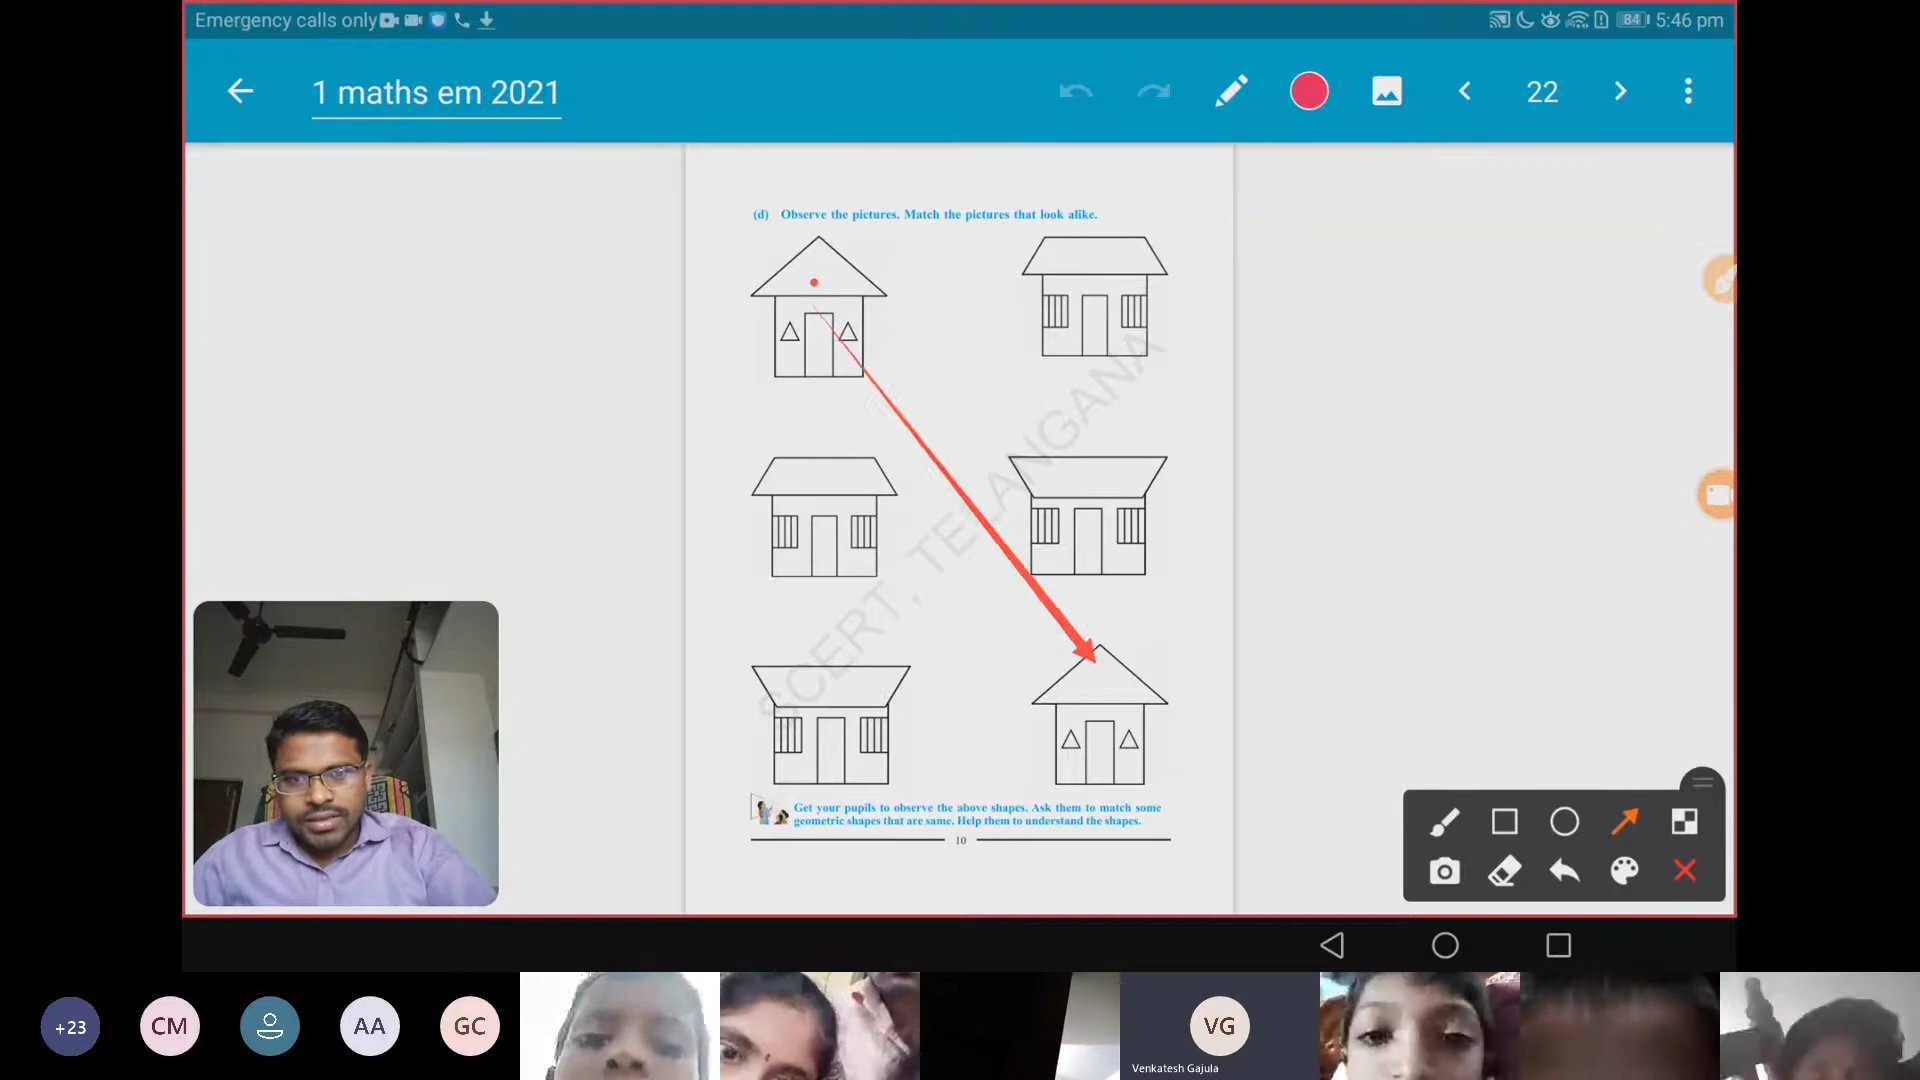 Emergency calls only
84
5:46 pm
1 maths em 2021
22
(d) Observe the pictures. Match the pictures that look alike.
SCERT, TELANGANA
Get your pupils to observe the above shapes. Ask them to match some
geometric shapes that are same. Help them to understand the shapes.
10
+23
CM
AA
GC
VG
Venkatesh Gajula